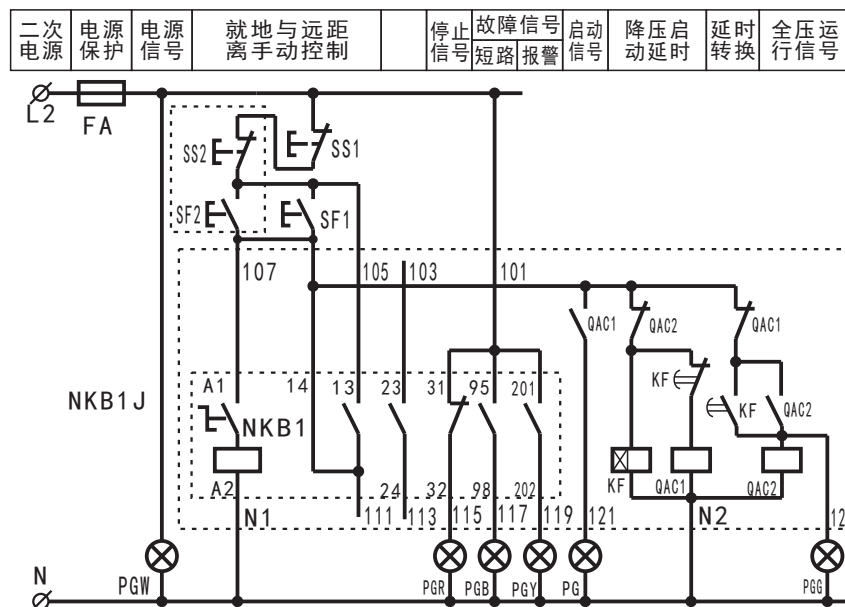 二次
电源
电源
保护
电源
信号
就地与远距
离手动控制
停止
信号
故障信号
短路
报警
启动
信号
降压启
动延时
延时
转换
全压运
行信号
L2
FA
SS2
SS1
SF2
SF1
107
105
103
101
QAC1
QAC2
QAC1
NKB1J
A1
14
13
23
31
95
201
KF
KF
QAC2
NKB1
A2
24
32
98
202
KF
QAC1
QAC2
N1
111
113
115
117
119
121
N2
12
N
PGW
PGR
PGB
PGY
PG
PGG